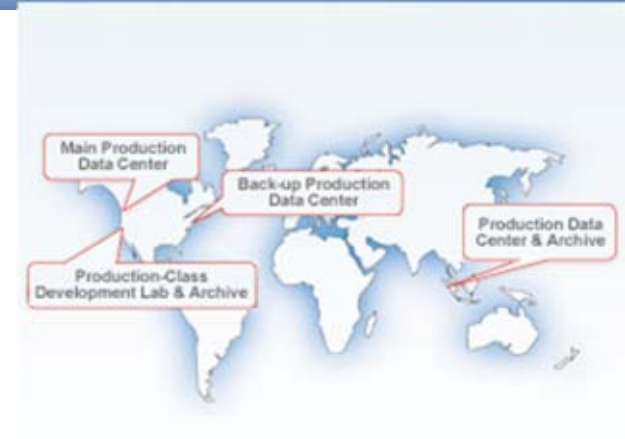 Main Production
Data Center
Back-up Production
Data Center
Production Data
Center & Archive
Production-Class
Development Lab & Archive